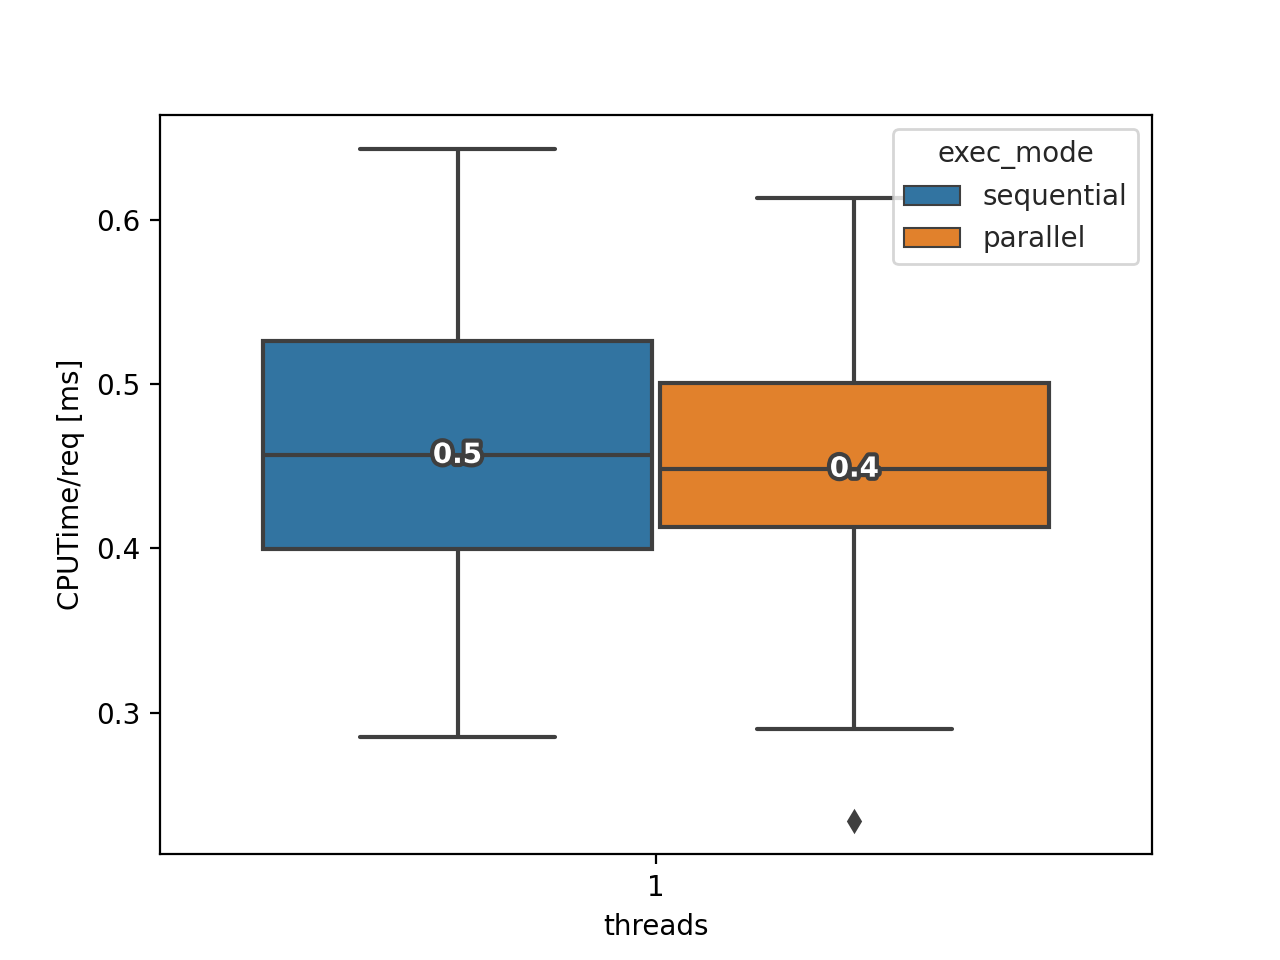 exec_mode
sequential
parallel
0.6
0.5
0.4
0.3
CPUTime/req [ms]
0.5
0.4
1
threads